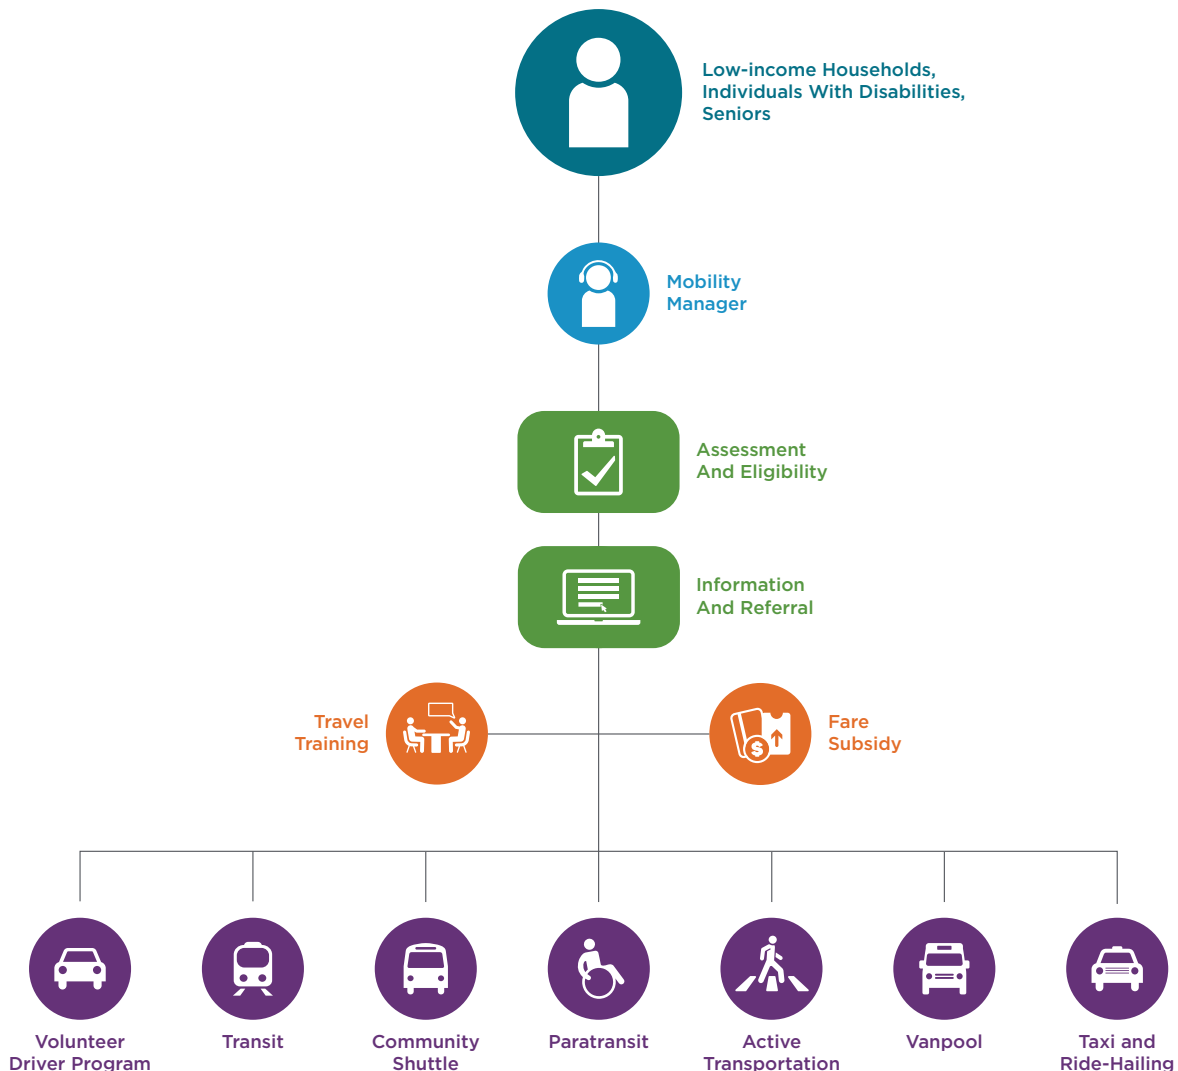 Low-income Households,
Individuals With Disabilities,
Seniors
Mobility
Manager
Assessment
And Eligibility
Information
And Referral
Travel
Training
Fare
Subsidy
$
Volunteer
Driver Program
Transit
Community
Shuttle
Paratransit
Active
Transportation
Vanpool
Taxi and
Ride-Hailing